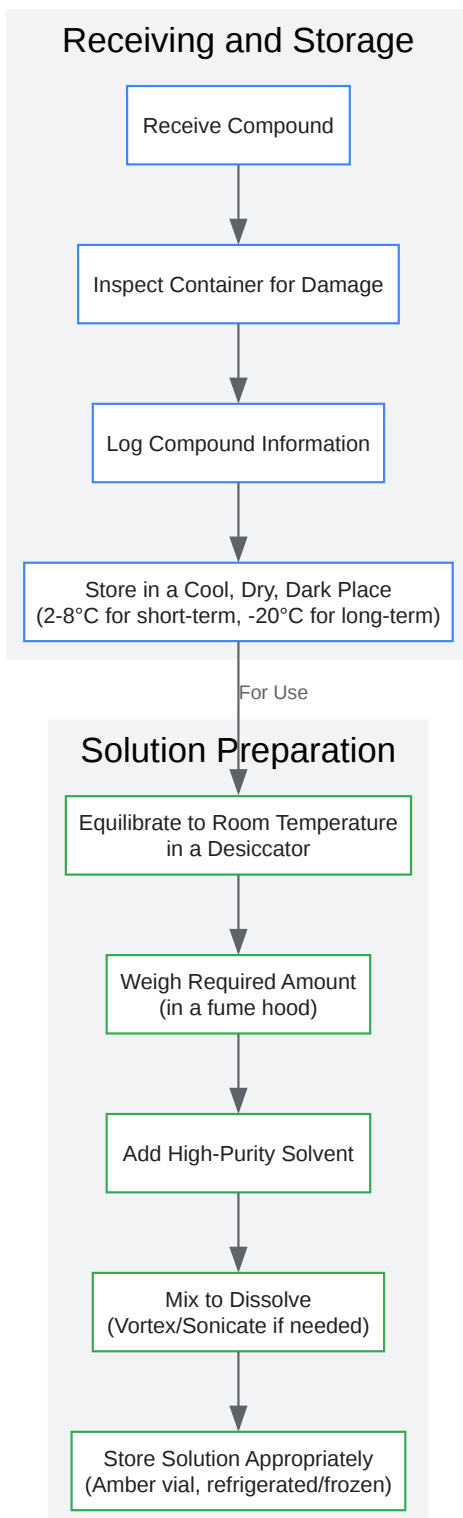 Receiving and Storage
Receive Compound
Inspect Container for Damage
Log Compound Information
Store in a Cool, Dry, Dark Place
(2-8°C for short-term, -20°C for long-term)
For Use
Solution Preparation
Equilibrate to Room Temperature
in a Desiccator
Weigh Required Amount
(in a fume hood)
Add High-Purity Solvent
Mix to Dissolve
(Vortex/Sonicate if needed)
Store Solution Appropriately
(Amber vial, refrigerated/frozen)